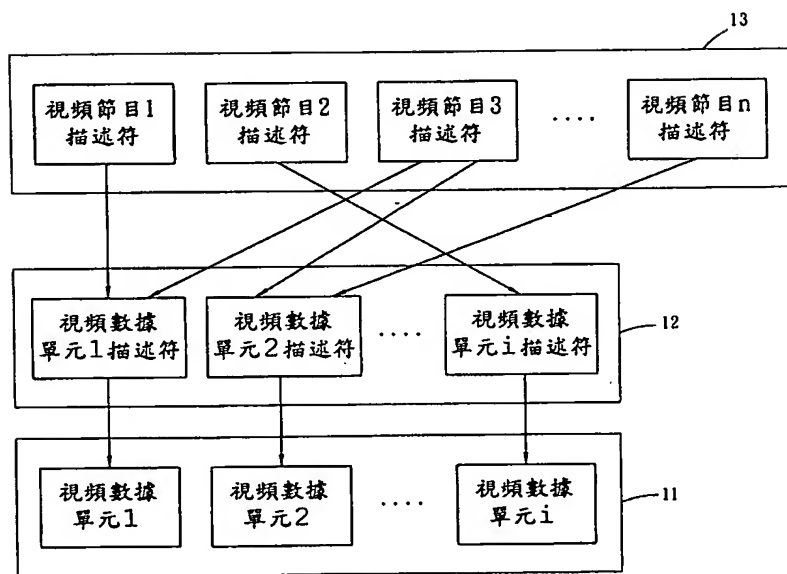 13
視頻節目1
描述符
視頻節目2
描述符
視頻節目3
描述符
....
視頻節目n
描述符
視頻數據
單元1描述符
視頻數據
單元2描述符
....
視頻數據
單元i描述符
12
視頻數據
單元1
視頻數據
單元2
....
視頻數據
單元i
11